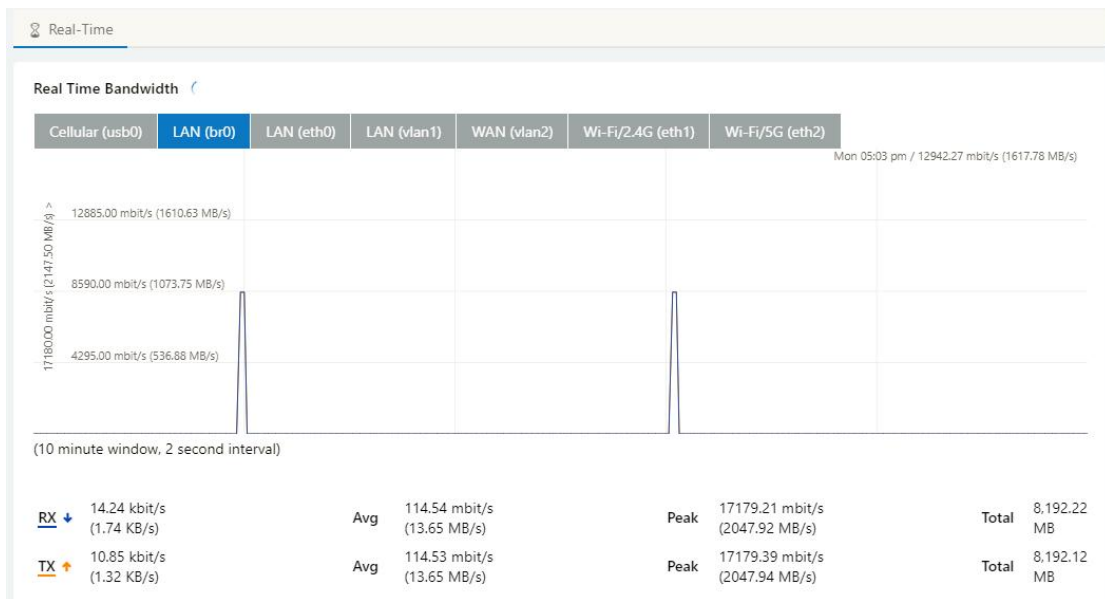 Real-Time
Real Time Bandwidth
Cellular (usb0) LAN (br0) LAN (eth0) LAN (vlan1) WAN (vlan2) Wi-Fi/2.4G (eth1) Wi-Fi/5G (eth2)
Mon 05:03 pm / 12942.27 mbit/s (1617.78 MB/s)
17180.00 mbit/s (2147.50 MB/s) >
12885.00 mbit/s (1610.63 MB/s)
8590.00 mbit/s (1073.75 MB/s)
4295.00 mbit/s (536.88 MB/s)
(10 minute window, 2 second interval)
RX 14.24 kbit/s Avg 114.54 mbit/s Peak 17179.21 mbit/s Total 8,192.22
(1.74 KB/s) (13.65 MB/s) (2047.92 MB/s) MB
TX 10.85 kbit/s Avg 114.53 mbit/s Peak 17179.39 mbit/s Total 8,192.12
(1.32 KB/s) (13.65 MB/s) (2047.94 MB/s) MB